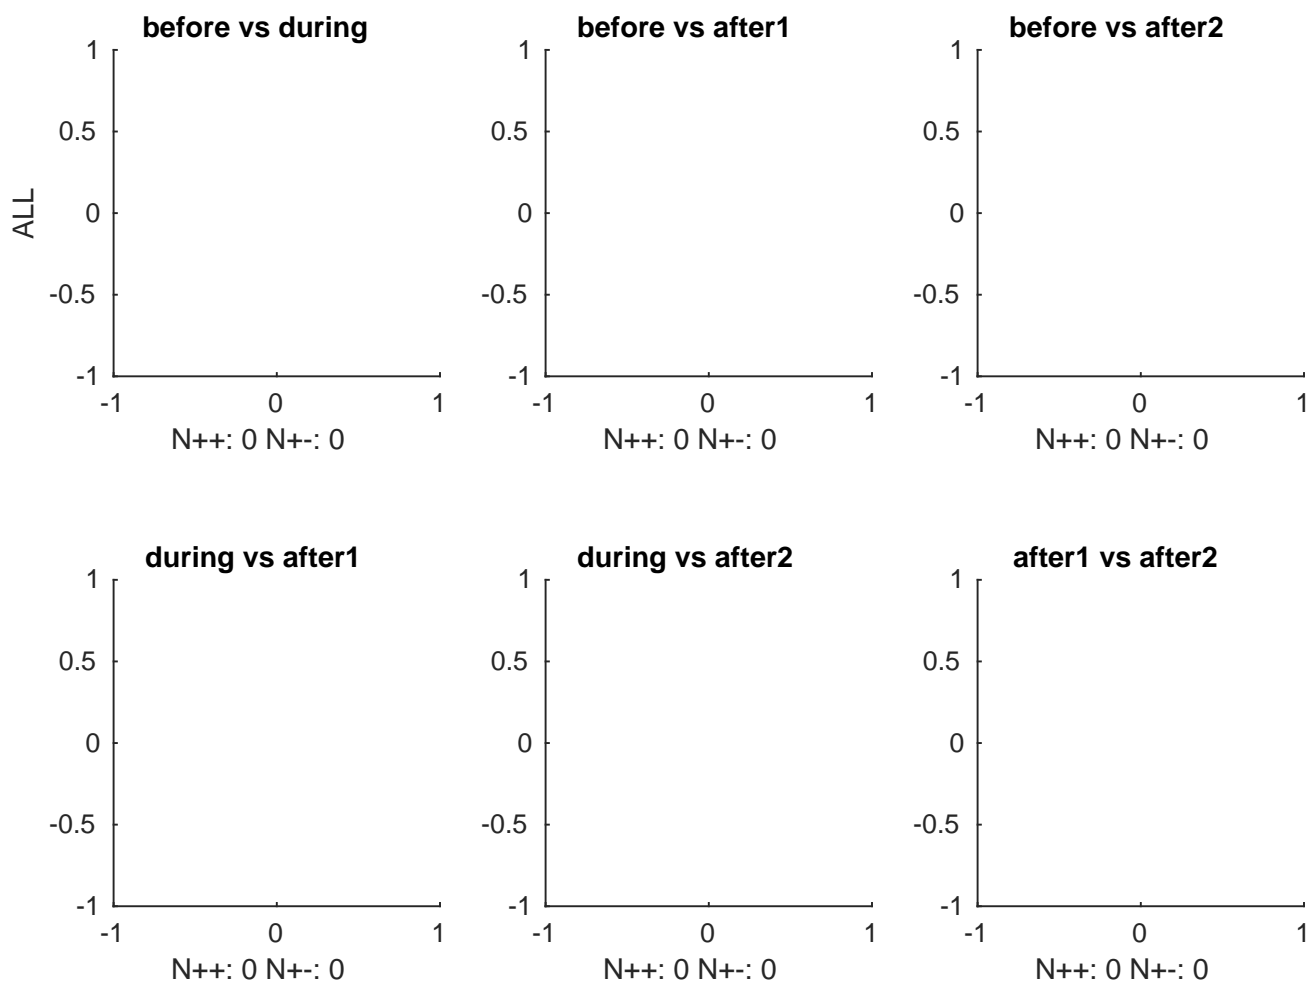 before vs during
before vs after1
before vs after2
1
0.5
0
-0.5
-1
ALL
-1 0 1
N++: 0 N+-: 0
1
0.5
0
-0.5
-1
-1 0 1
N++: 0 N+-: 0
1
0.5
0
-0.5
-1
-1 0 1
N++: 0 N+-: 0
during vs after1
during vs after2
after1 vs after2
1
0.5
0
-0.5
-1
-1 0 1
N++: 0 N+-: 0
1
0.5
0
-0.5
-1
-1 0 1
N++: 0 N+-: 0
1
0.5
0
-0.5
-1
-1 0 1
N++: 0 N+-: 0